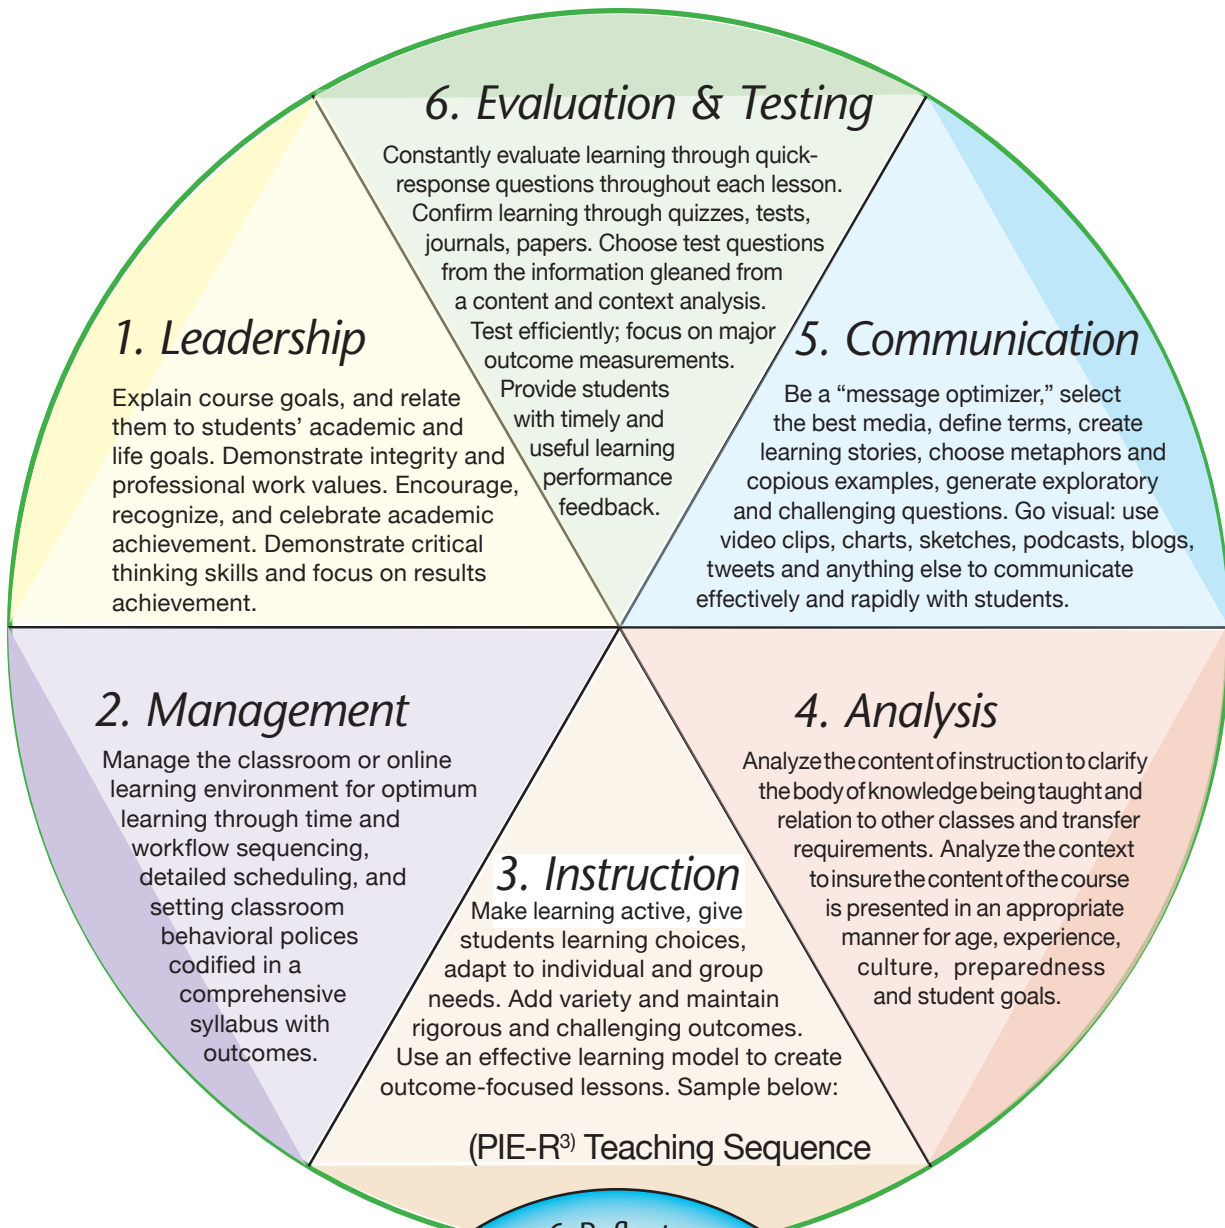 6. Evaluation & Testing
Constantly evaluate learning through quick-
response questions throughout each lesson.
Confirm learning through quizzes, tests,
journals, papers. Choose test questions
from the information gleaned from
a content and context analysis.
Test efficiently; focus on major
outcome measurements.
Provide students
with timely and
useful learning
performance
feedback.
1. Leadership
Explain course goals, and relate
them to students’ academic and
life goals. Demonstrate integrity and
professional work values. Encourage,
recognize, and celebrate academic
achievement. Demonstrate critical
thinking skills and focus on results
achievement.
5. Communication
Be a “message optimizer,” select
the best media, define terms, create
learning stories, choose metaphors and
copious examples, generate exploratory
and challenging questions. Go visual: use
video clips, charts, sketches, podcasts, blogs,
tweets and anything else to communicate
effectively and rapidly with students.
2. Management
Manage the classroom or online
learning environment for optimum
learning through time and
workflow sequencing,
detailed scheduling, and
setting classroom
behavioral polices
codified in a
comprehensive
syllabus with
outcomes.
4. Analysis
Analyze the content of instruction to clarify
the body of knowledge being taught and
relation to other classes and transfer
requirements. Analyze the context
to insure the content of the course
is presented in an appropriate
manner for age, experience,
culture, preparedness
and student goals.
3. Instruction
Make learning active, give
students learning choices,
adapt to individual and group
needs. Add variety and maintain
rigorous and challenging outcomes.
Use an effective learning model to create
outcome-focused lessons. Sample below:
(PIE-R³) Teaching Sequence
6. Reflect